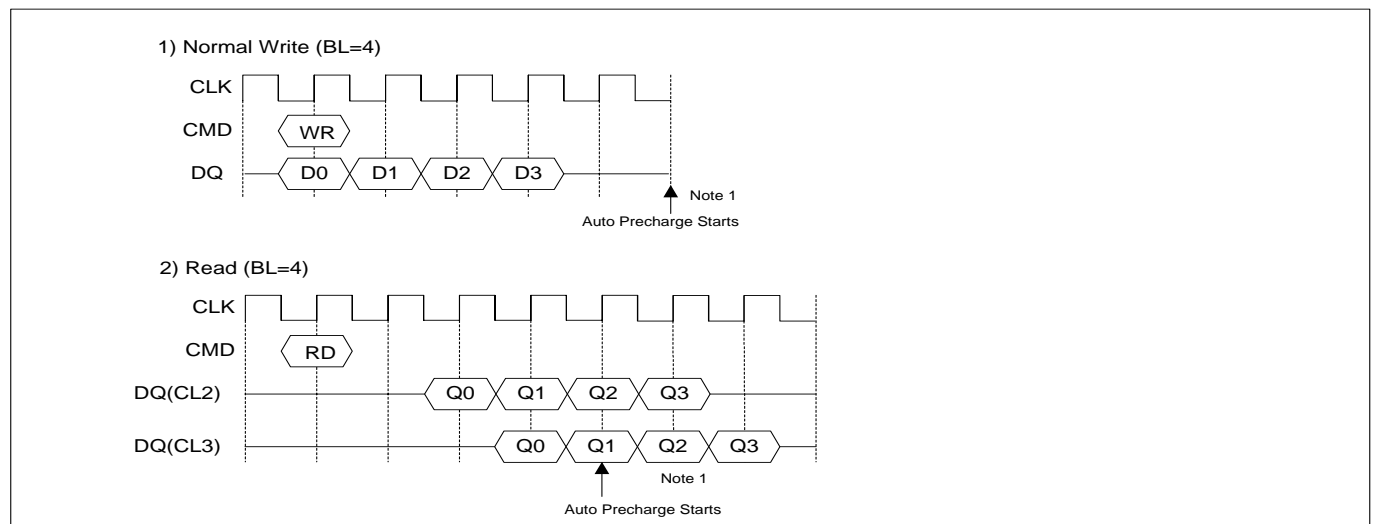 1) Normal Write (BL=4)
CLK
CMD WR
DQ D0 D1 D2 D3
Note 1
Auto Precharge Starts
2) Read (BL=4)
CLK
CMD RD
DQ(CL2) Q0 Q1 Q2 Q3
DQ(CL3) Q0 Q1 Q2 Q3
Note 1
Auto Precharge Starts